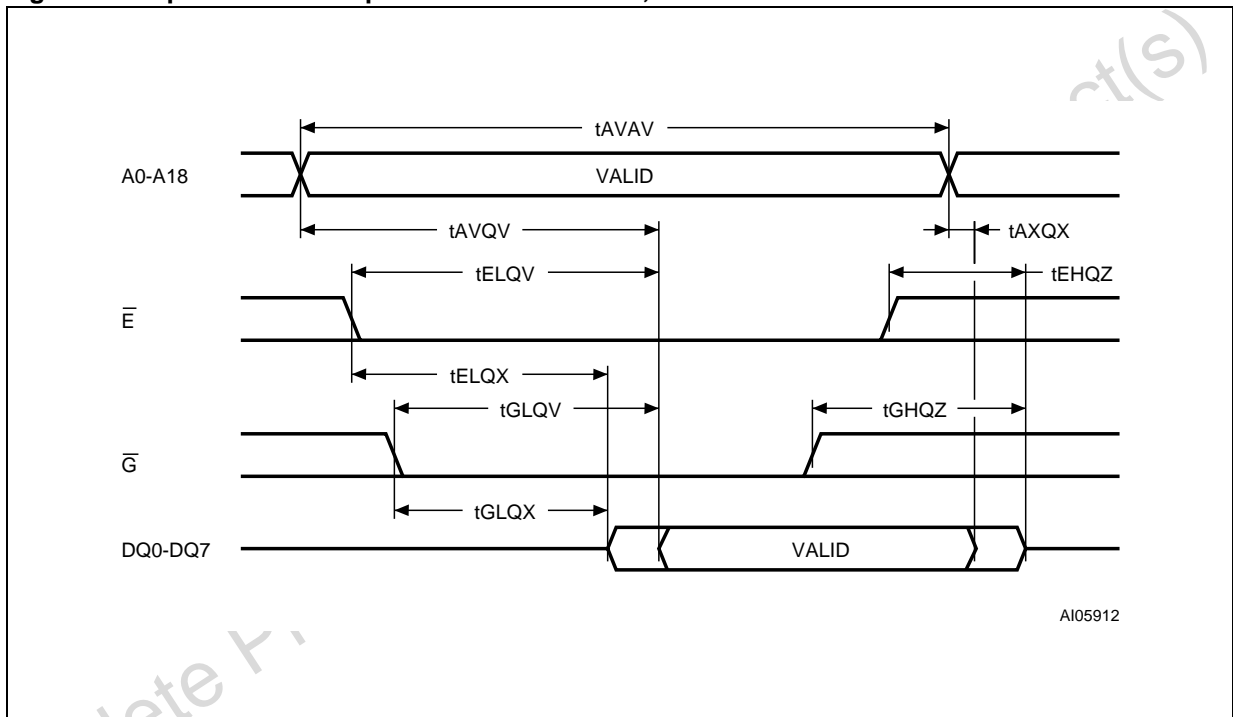 tAVAV
A0-A18 VALID
tAVQV tAXQX
tELQV tEHQZ
E̅
tELQX
tGLQV tGHQZ
G̅
tGLQX
DQ0-DQ7 VALID
AI05912